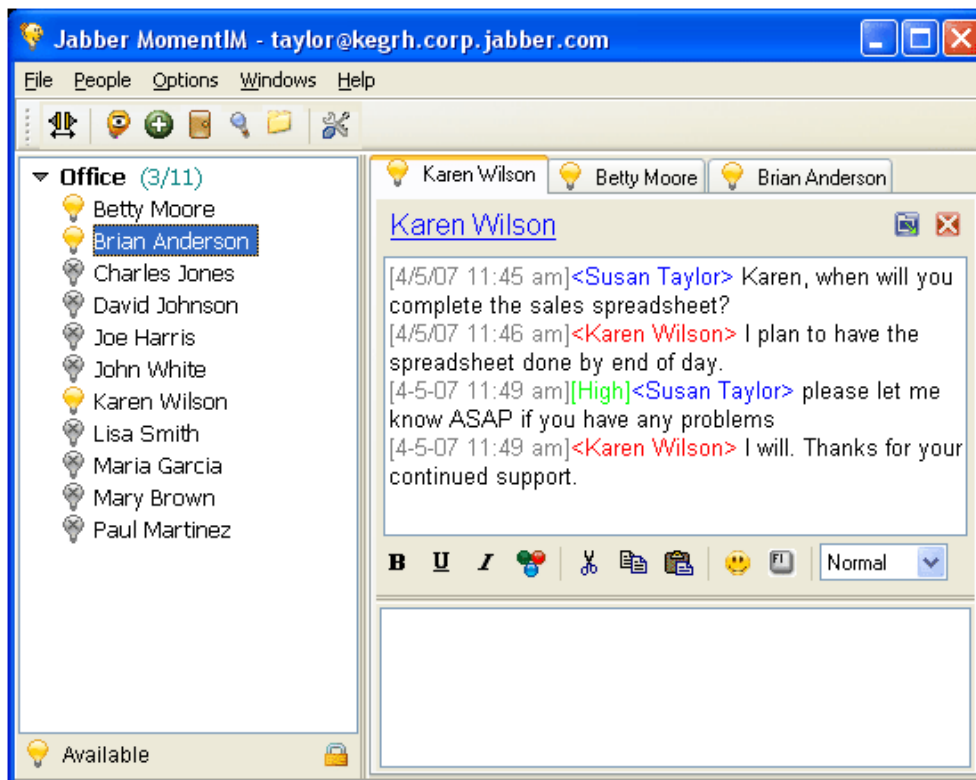 Jabber MomentIM - taylor@kegrh.corp.jabber.com
File People Options Windows Help
Office (3/11)
Betty Moore
Brian Anderson
Charles Jones
David Johnson
Joe Harris
John White
Karen Wilson
Lisa Smith
Maria Garcia
Mary Brown
Paul Martinez
Available
Karen Wilson Betty Moore Brian Anderson
Karen Wilson
[4/5/07 11:45 am]<Susan Taylor> Karen, when will you
complete the sales spreadsheet?
[4/5/07 11:46 am]<Karen Wilson> I plan to have the
spreadsheet done by end of day.
[4-5-07 11:49 am][High]<Susan Taylor> please let me
know ASAP if you have any problems
[4-5-07 11:49 am]<Karen Wilson> I will. Thanks for your
continued support.
B U I F1 Normal